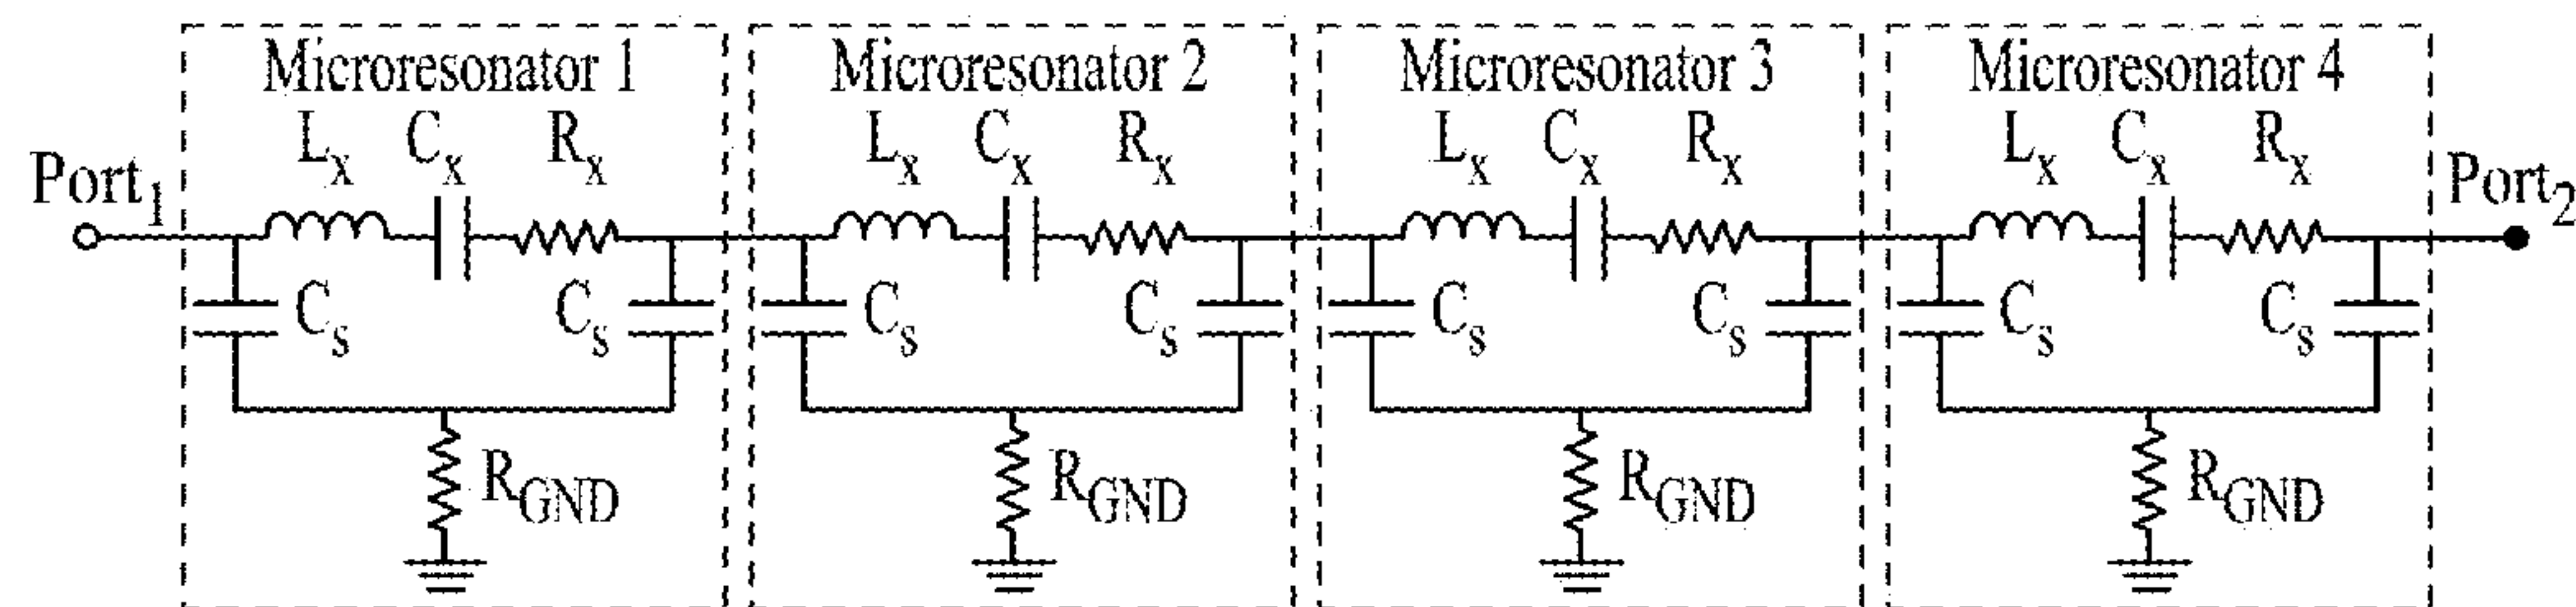 Microresonator 1 Microresonator 2 Microresonator 3 Microresonator 4
Lx Cx Rx Lx Cx Rx Lx Cx Rx Lx Cx Rx
Port1 Port2
Cs Cs Cs Cs Cs Cs Cs Cs
RGND RGND RGND RGND